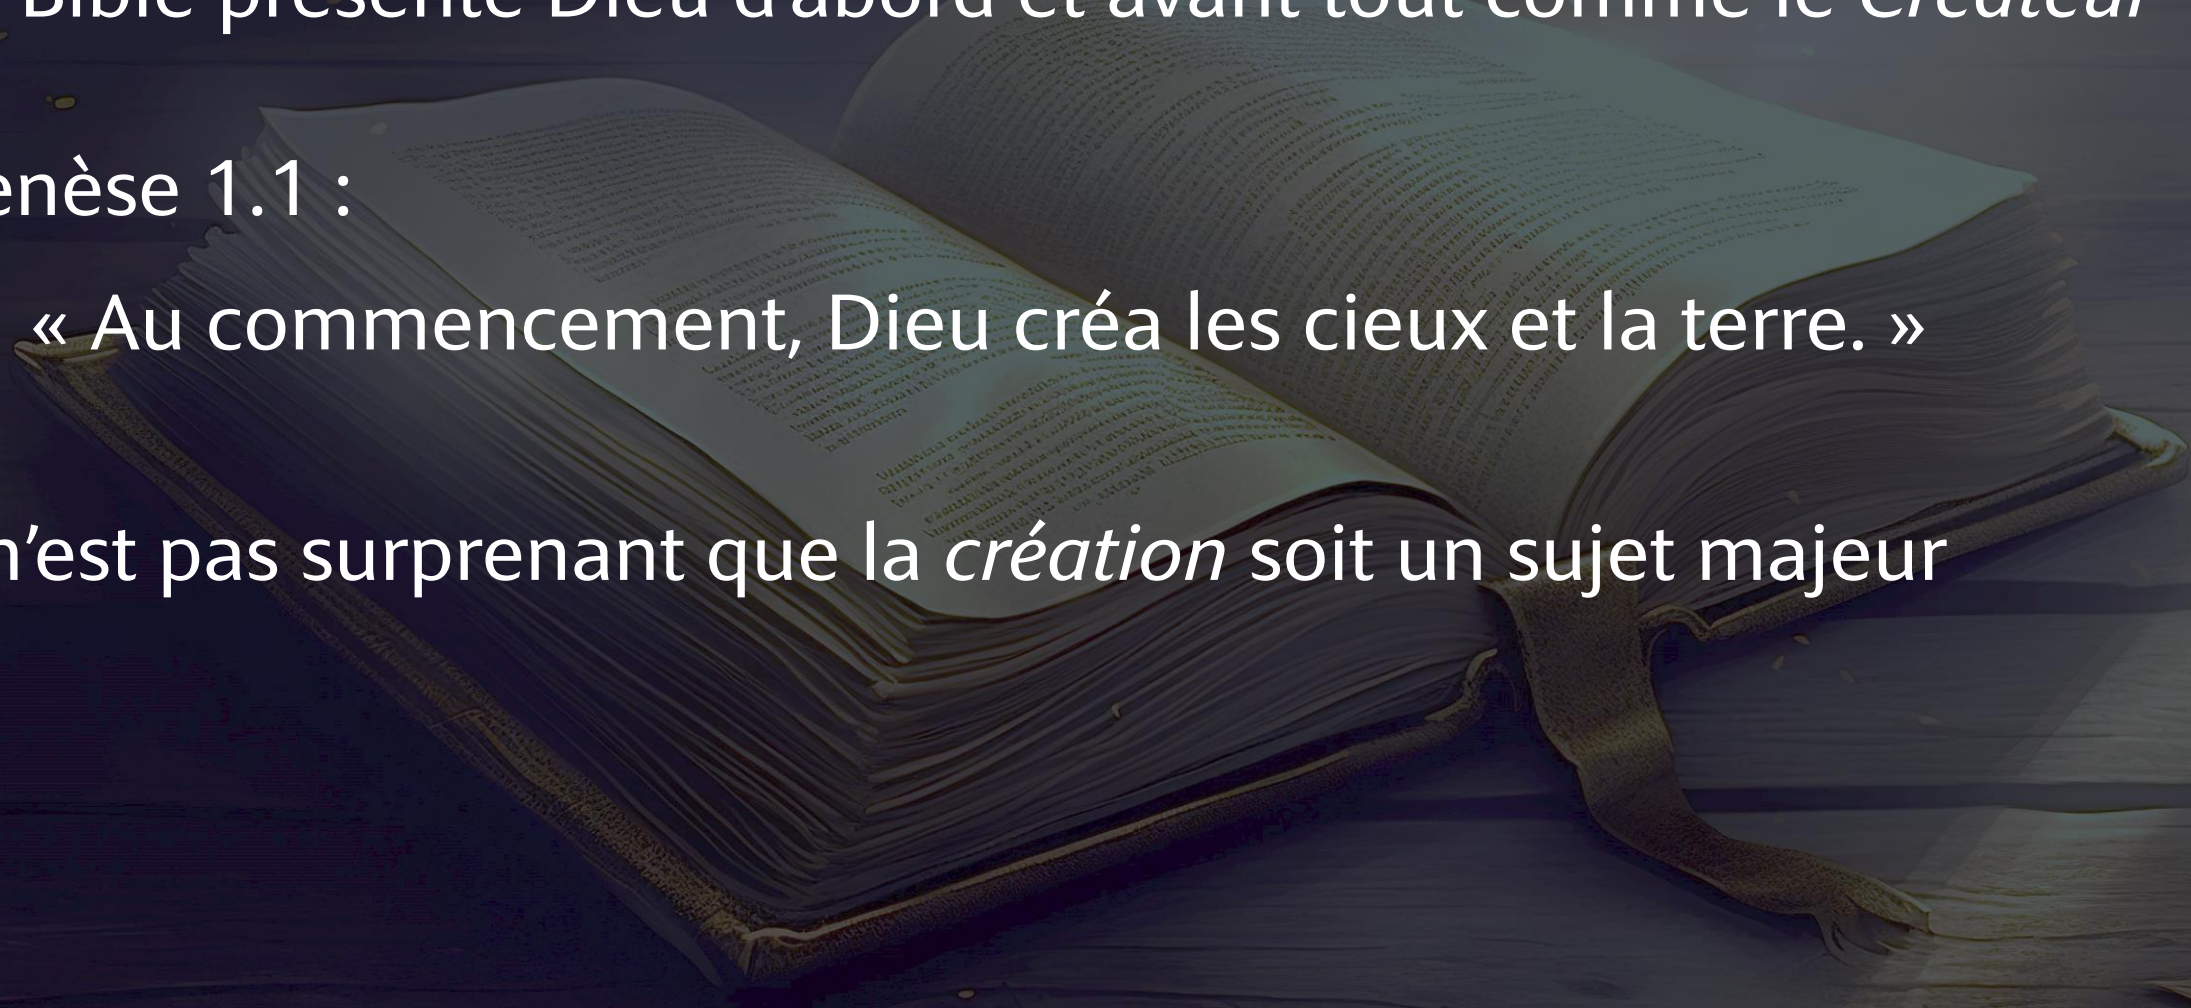 Bible présente Dieu d'abord et avant tout comme le Créateur
enèse 1.1 :
« Au commencement, Dieu créa les cieux et la terre. »
n’est pas surprenant que la création soit un sujet majeur